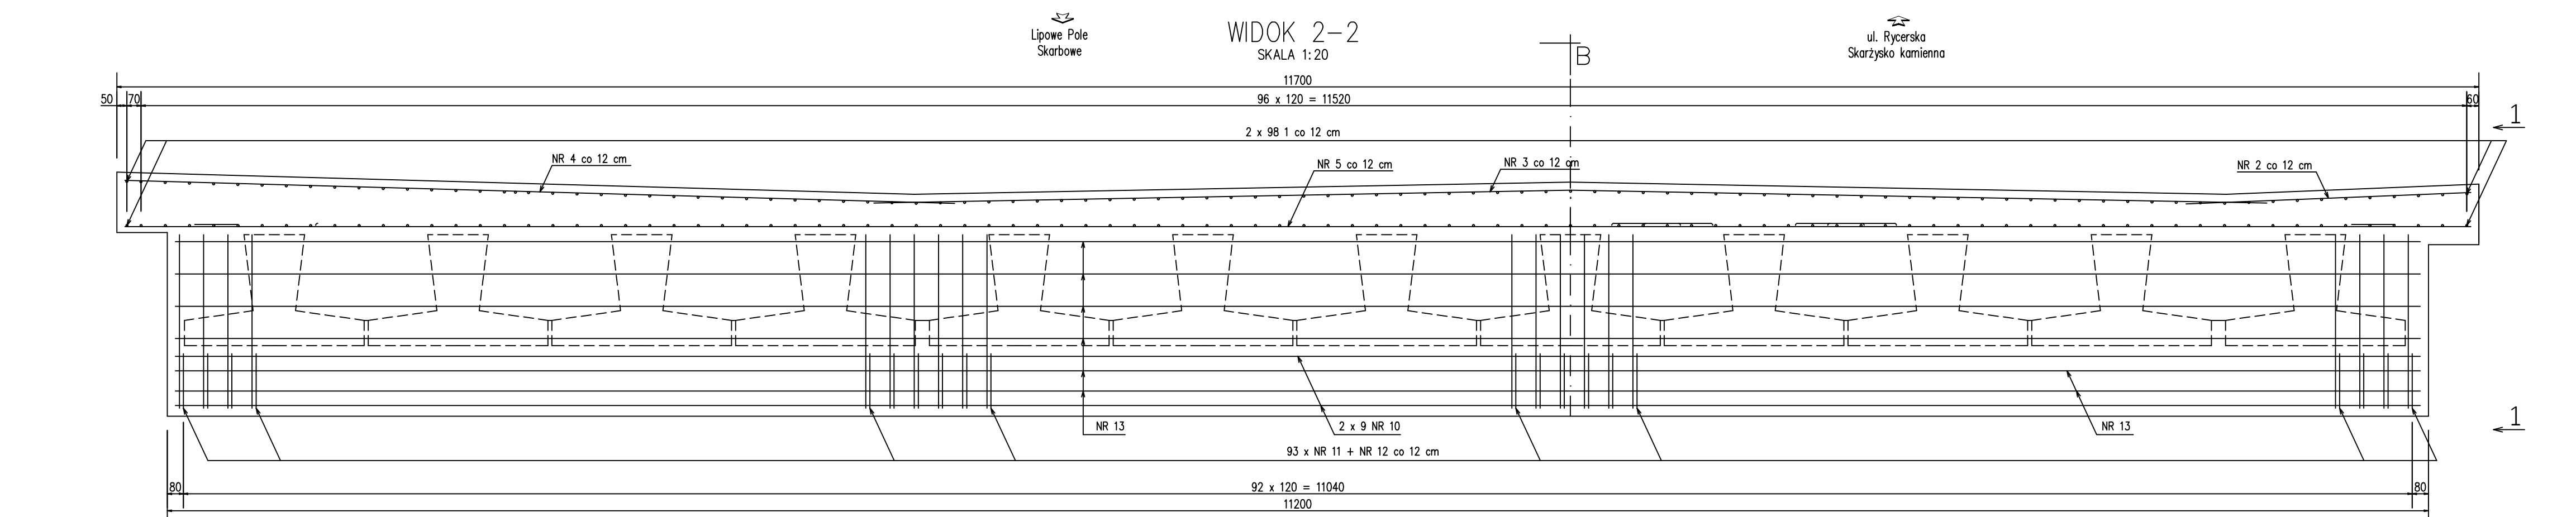 Lipowe Pole
Skarbowe
WIDOK 2-2
SKALA 1:20
B
ul. Rycerska
Skarżysko kamienna
11700
50
70
96 x 120 = 11520
60
1
2 x 98 1 co 12 cm
NR 4 co 12 cm
NR 5 co 12 cm
NR 3 co 12 cm
NR 2 co 12 cm
NR 13
2 x 9 NR 10
NR 13
1
93 x NR 11 + NR 12 co 12 cm
80
92 x 120 = 11040
80
11200